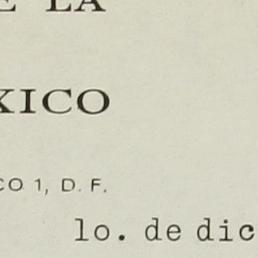 E LA
XICO
CO 1, D. F.
lo. de dic